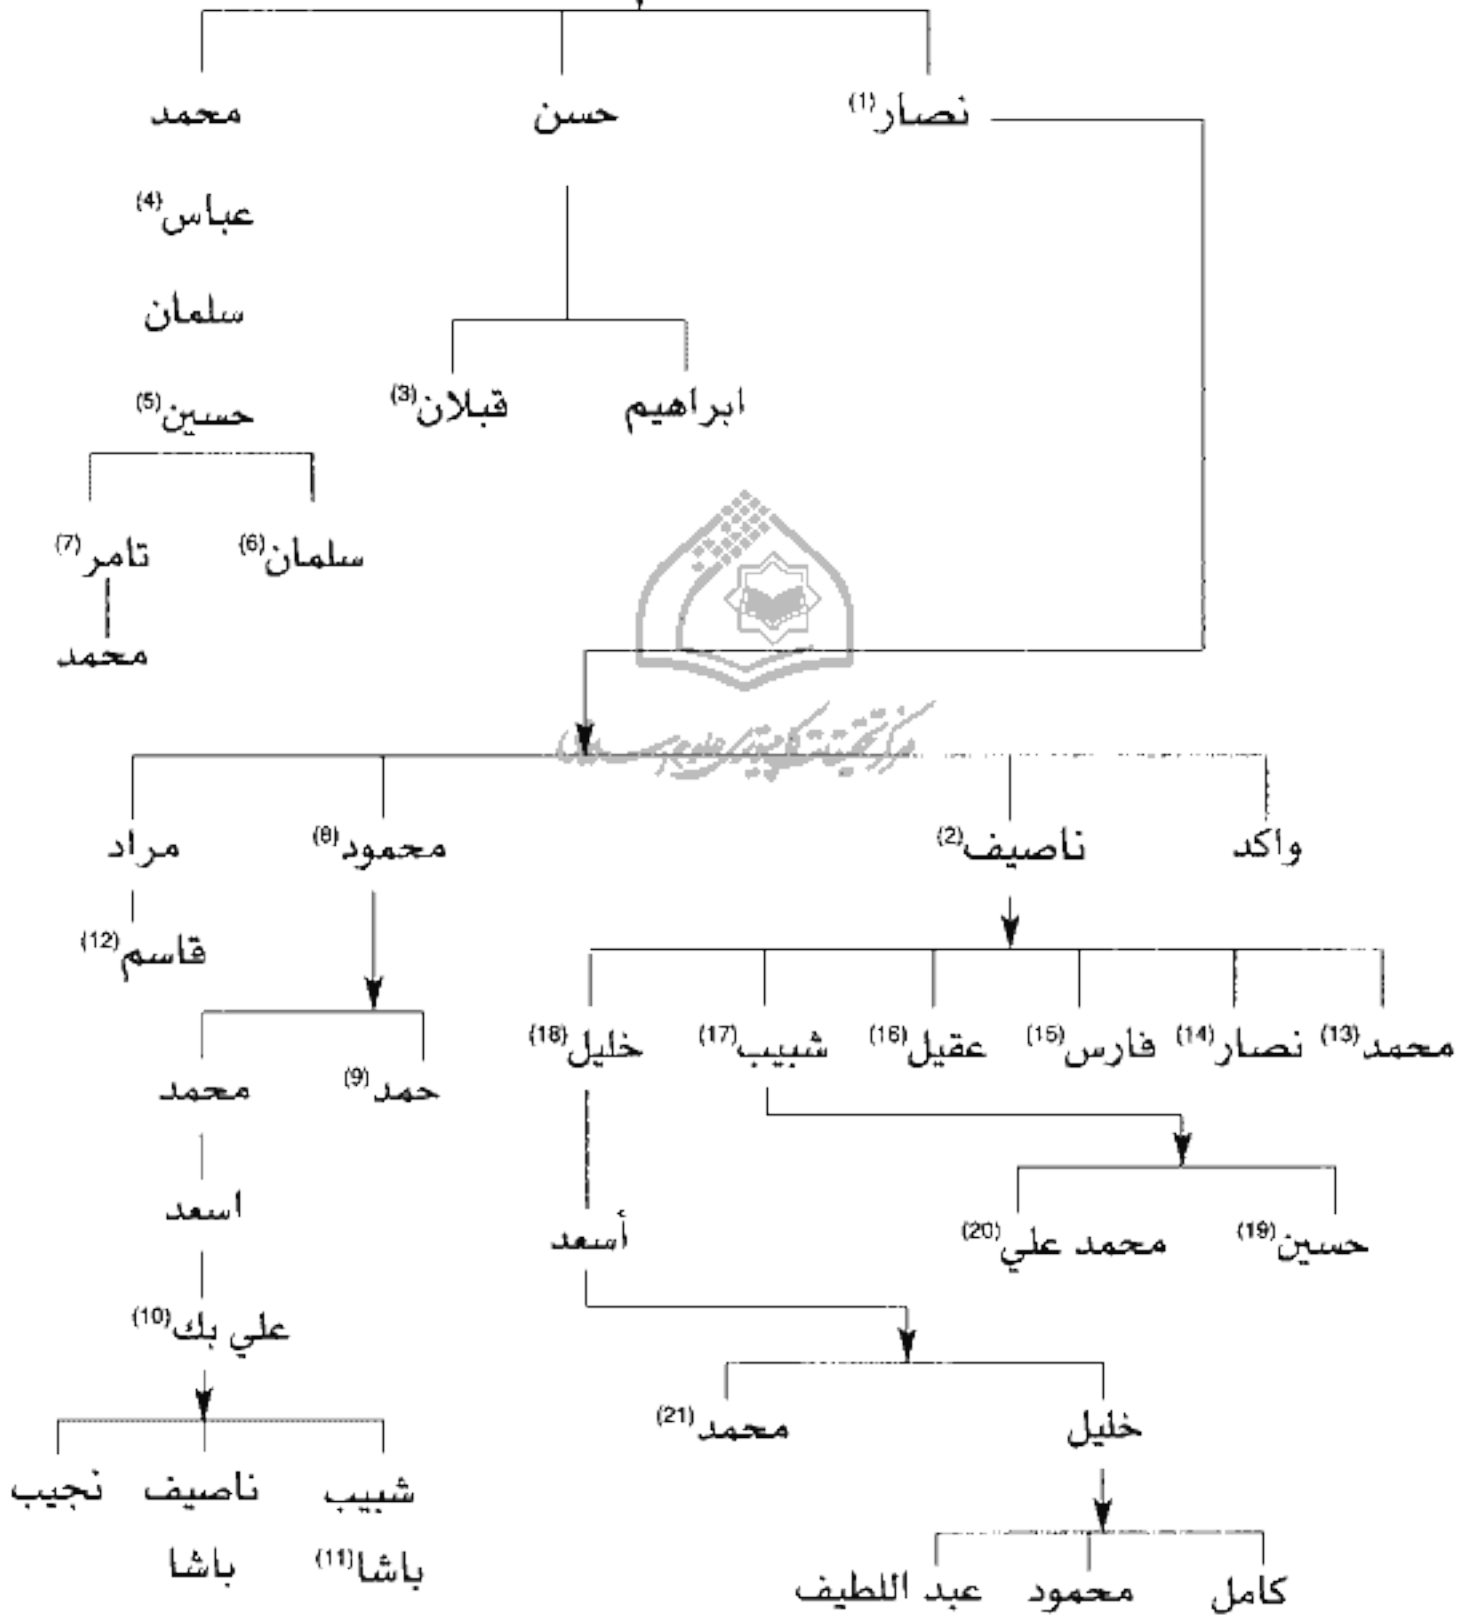 نصار(1) حسن محمد
عباس(4)
سلمان
ابراهيم قبلان(3) حسين(5)
سلمان(6) تامر(7)
محمد
واكد ناصيف(2) محمود(8) مراد
قاسم(12)
محمد(13) نصار(14) فارس(15) عقيل(16) شبيب(17) خليل(18)
حمد(9) محمد
اسعد
حسين(19) محمد علي(20) أسعد
علي بك(10)
خليل محمد(21)
شبيب ناصيف نجيب
باشا(11) باشا
كامل محمود عبد اللطيف